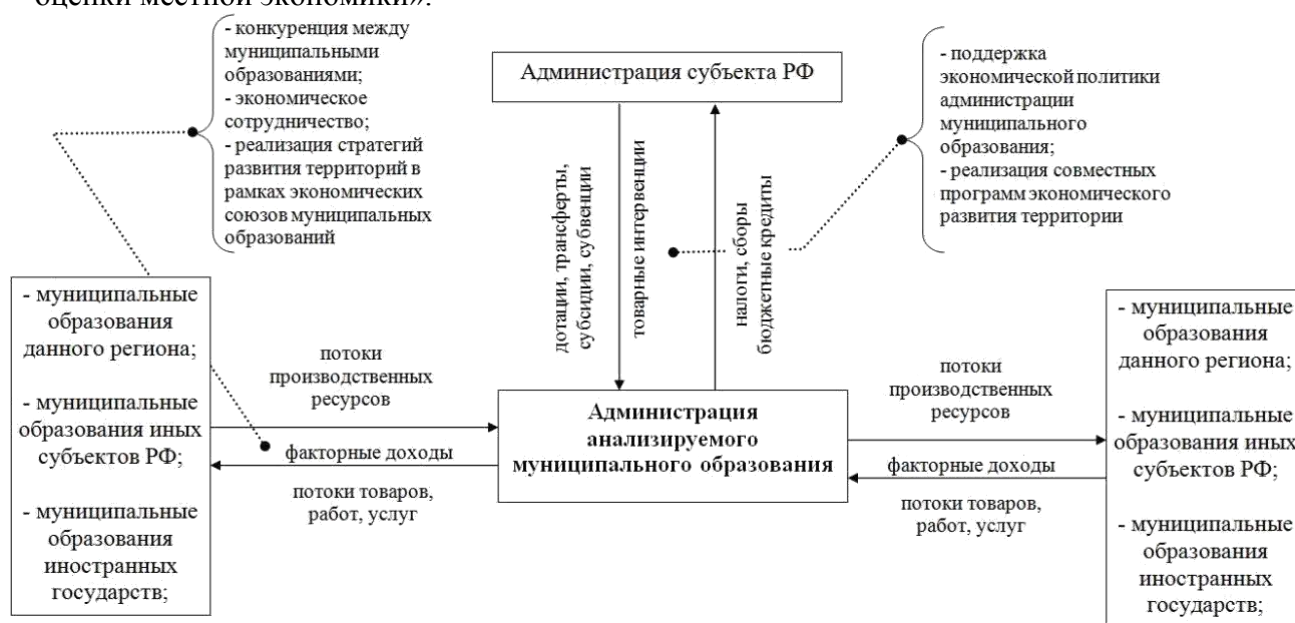 оценки местной экономики».
- конкуренция между
муниципальными
образованиями;
- экономическое
сотрудничество;
- реализация стратегий
развития территорий в
рамках экономических
союзов муниципальных
образований
Администрация субъекта РФ
- поддержка
экономической политики
администрации
муниципального
образования;
- реализация совместных
программ экономического
развития территории
дотации, трансферты,
субсидии, субвенции
товарные интервенции
налоги, сборы
бюджетные кредиты
- муниципальные
образования
данного региона;
- муниципальные
образования иных
субъектов РФ;
- муниципальные
образования
иностранных
государств;
потоки
производственных
ресурсов
факторные доходы
потоки товаров,
работ, услуг
Администрация
анализируемого
муниципального образования
потоки
производственных
ресурсов
факторные доходы
потоки товаров,
работ, услуг
- муниципальные
образования
данного региона;
- муниципальные
образования иных
субъектов РФ;
- муниципальные
образования
иностранных
государств;